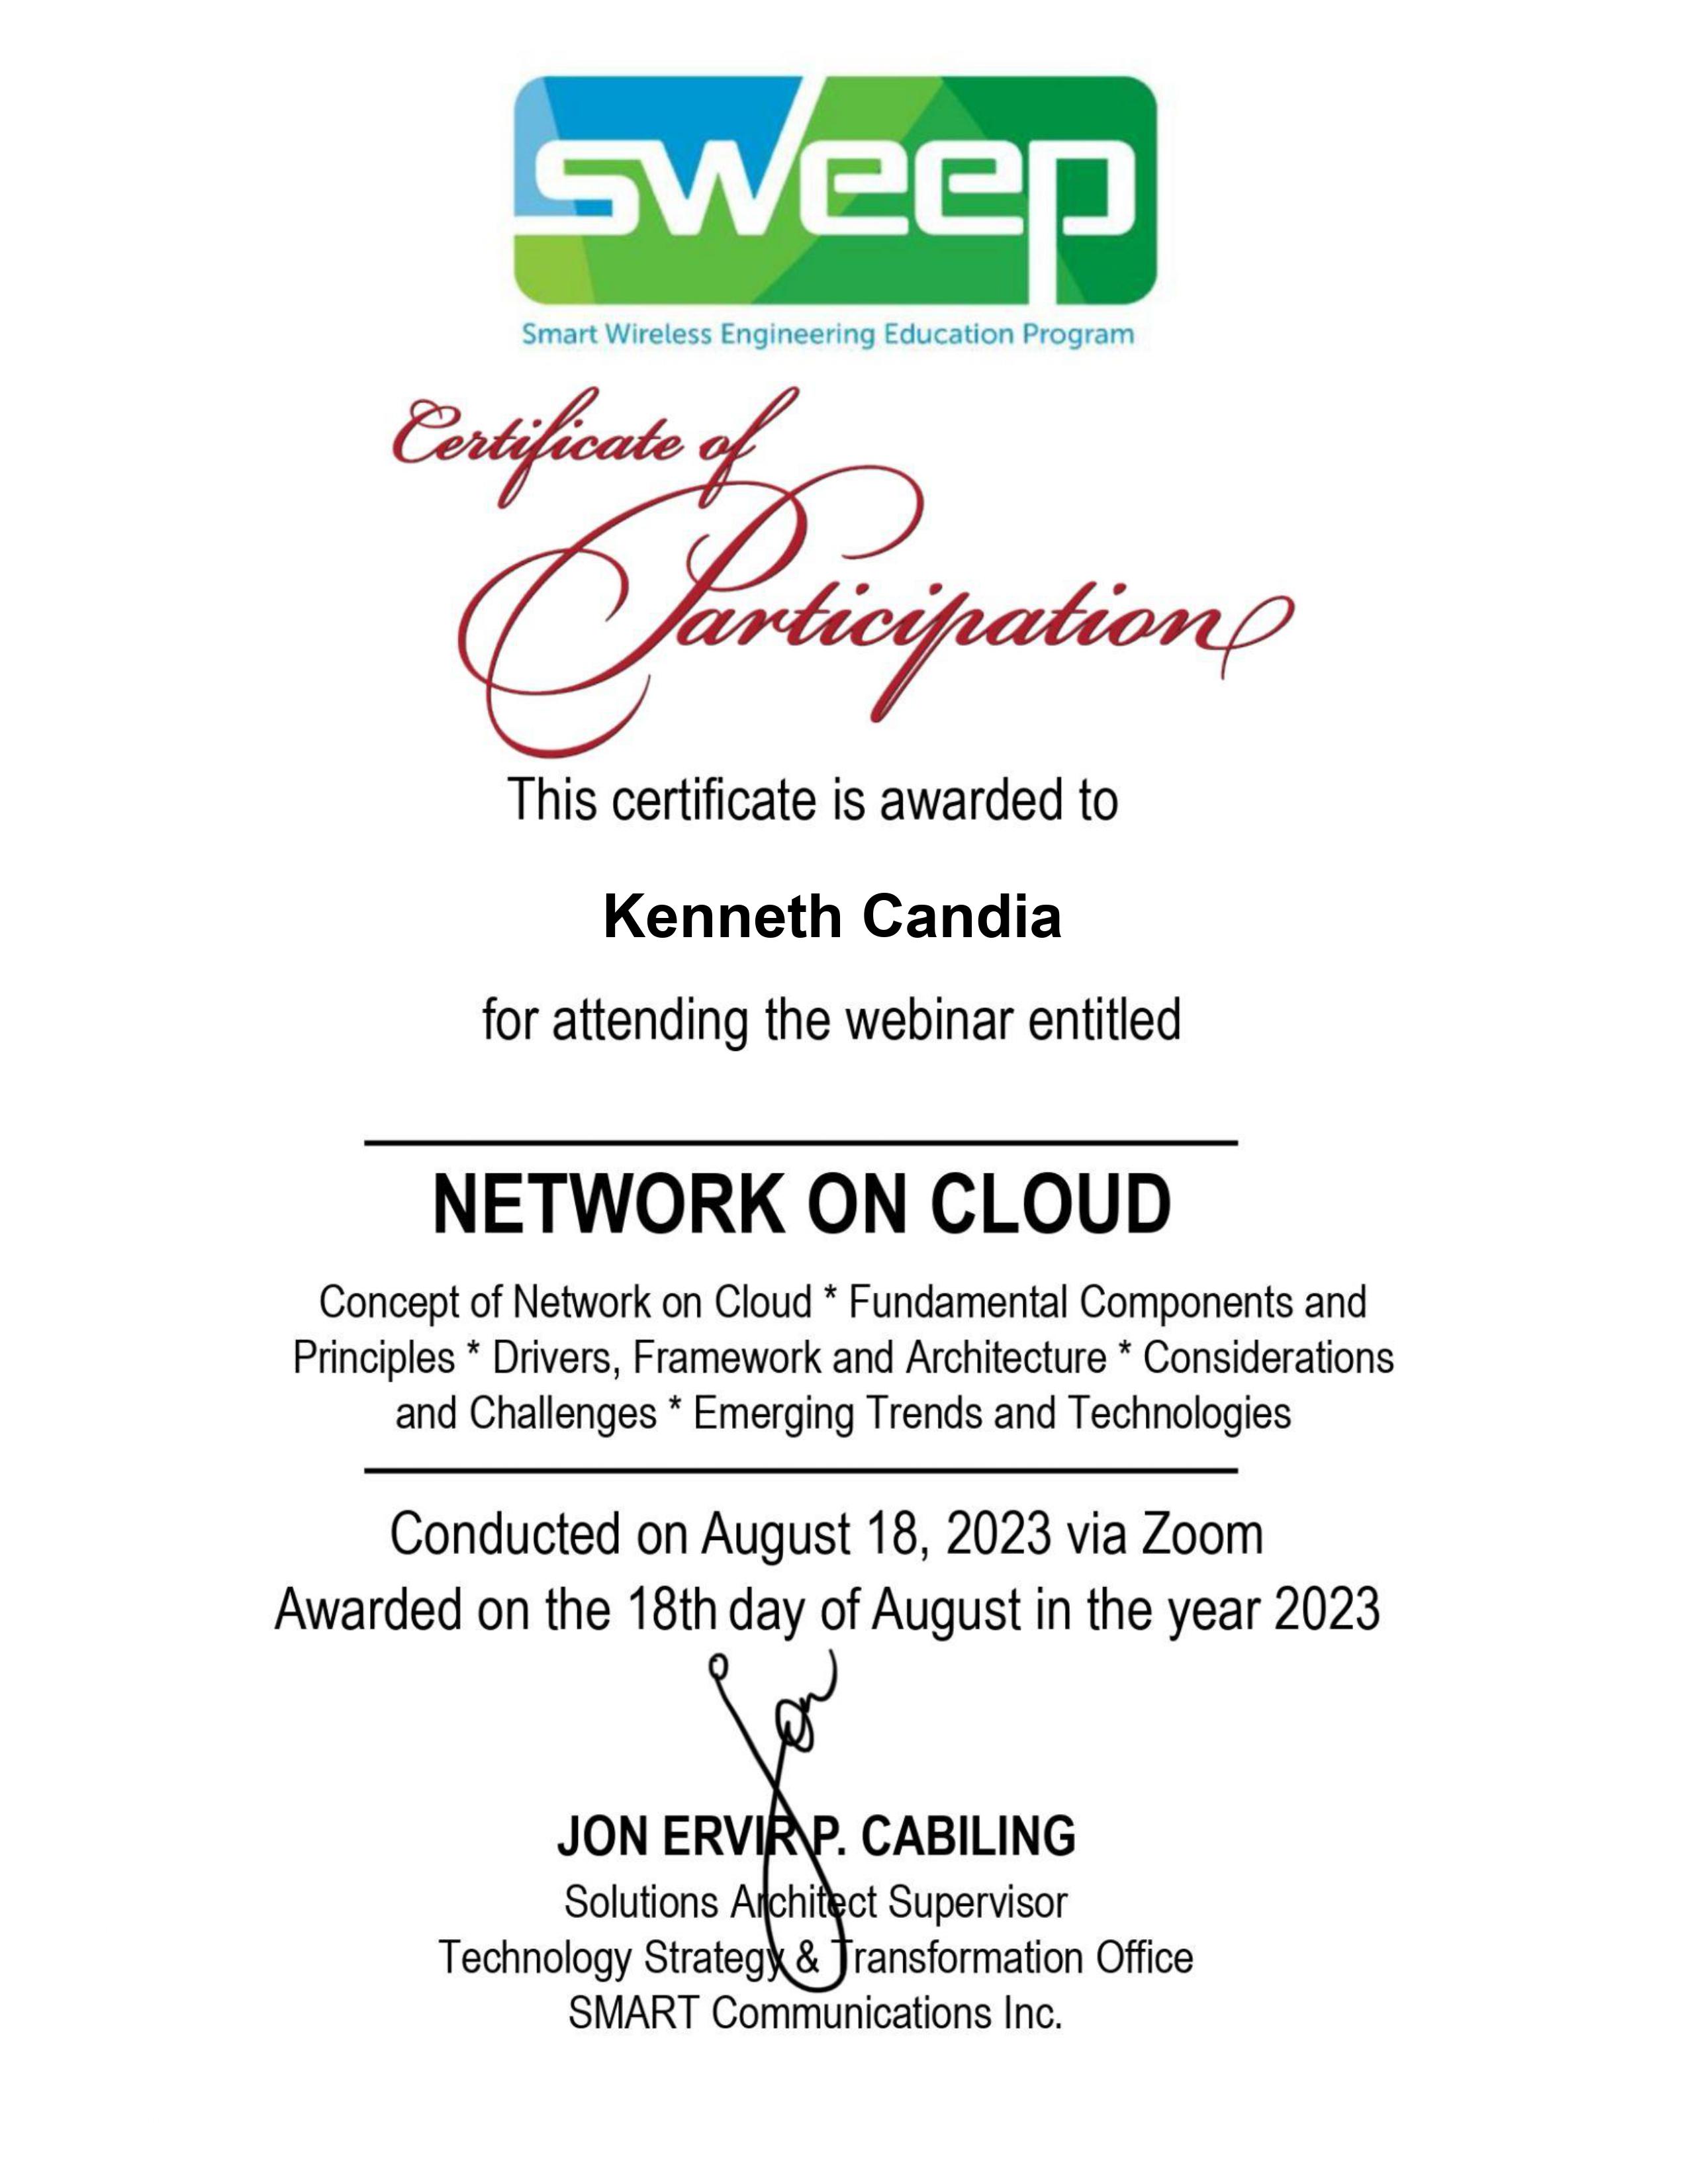 sweep
Smart Wireless Engineering Education Program
Certificate of
Participation
This certificate is awarded to
Kenneth Candia
for attending the webinar entitled
NETWORK ON CLOUD
Concept of Network on Cloud * Fundamental Components and
Principles * Drivers, Framework and Architecture * Considerations
and Challenges * Emerging Trends and Technologies
Conducted on August 18, 2023 via Zoom
Awarded on the 18th day of August in the year 2023
Jon
JON ERVIR P. CABILING
Solutions Architect Supervisor
Technology Strategy & Transformation Office
SMART Communications Inc.